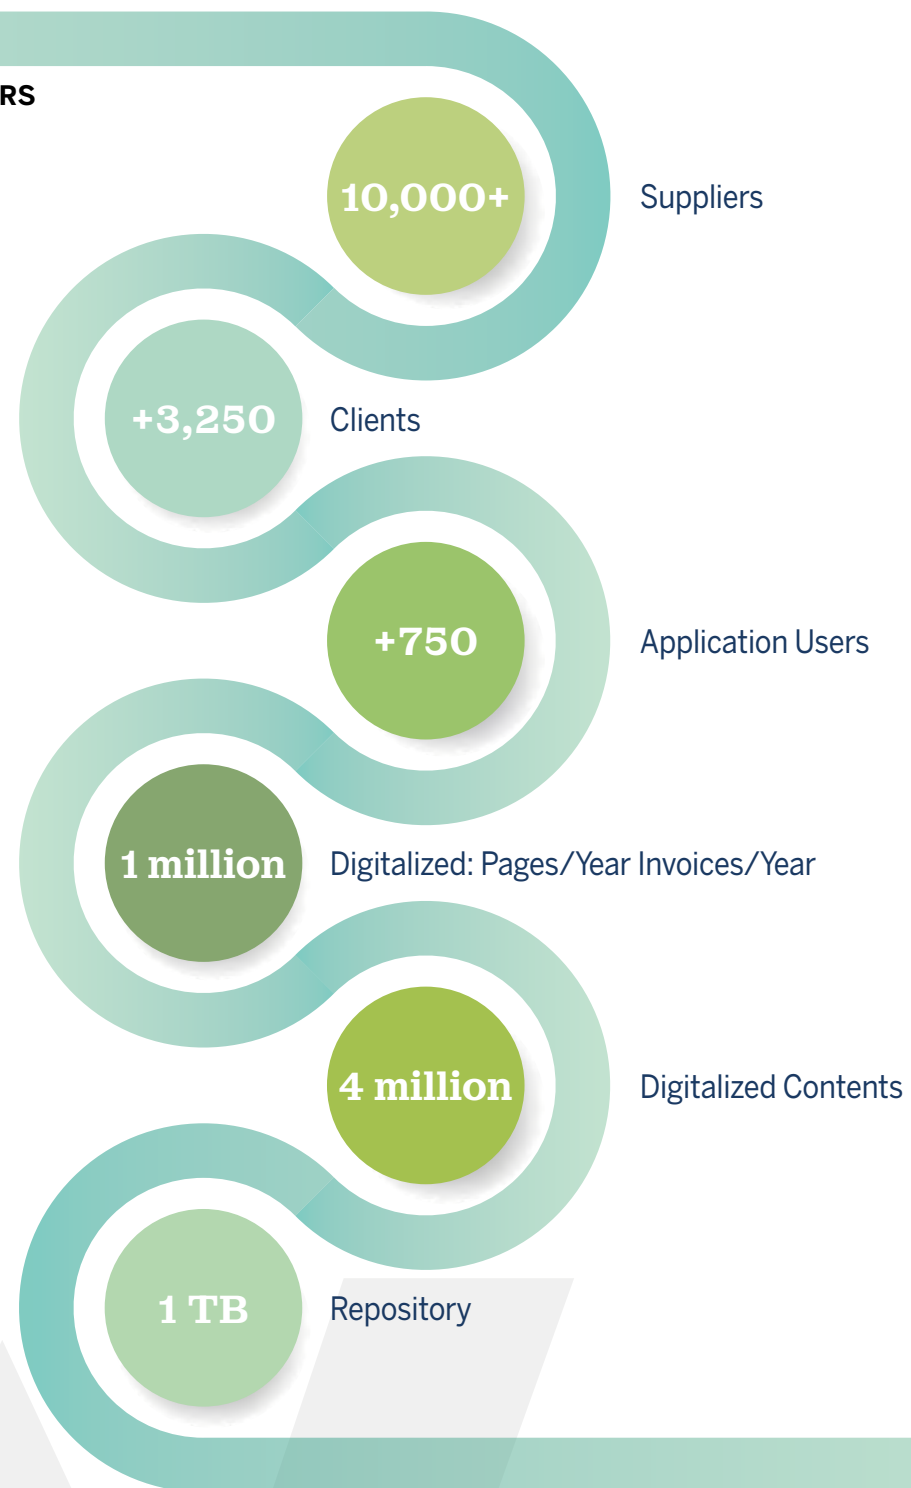 RS
10,000+
Suppliers
+3,250
Clients
+750
Application Users
1 million
Digitalized: Pages/Year Invoices/Year
4 million
Digitalized Contents
1 TB
Repository